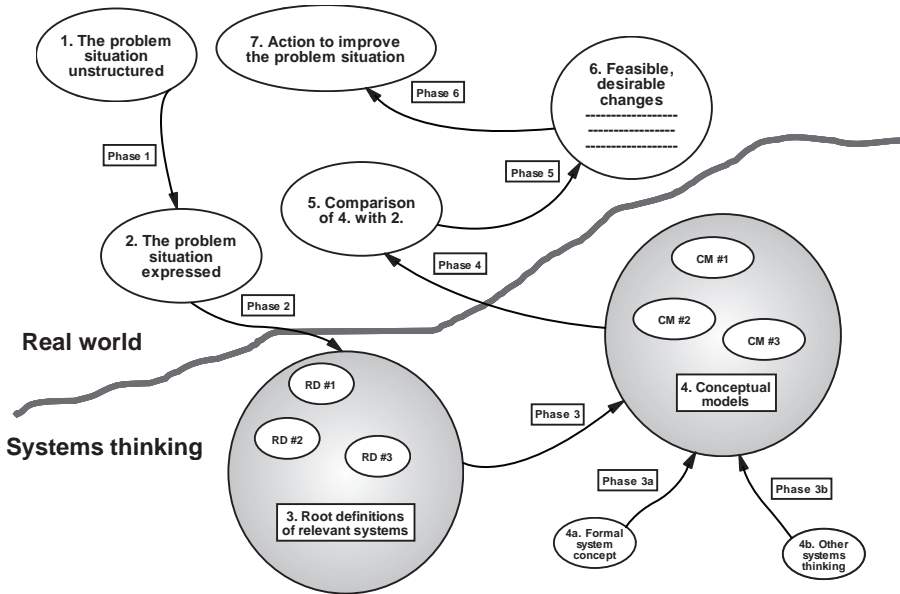 1. The problem
situation
unstructured
7. Action to improve
the problem situation
6. Feasible,
desirable
changes
--------------------
--------------------
--------------------
Phase 6
Phase 1
Phase 5
5. Comparison
of 4. with 2.
2. The problem
situation
expressed
Phase 4
Phase 2
Real world
Systems thinking
CM #1
CM #2
CM #3
4. Conceptual
models
RD #1
RD #2
RD #3
3. Root definitions
of relevant systems
Phase 3
Phase 3a
Phase 3b
4a. Formal
system
concept
4b. Other
systems
thinking